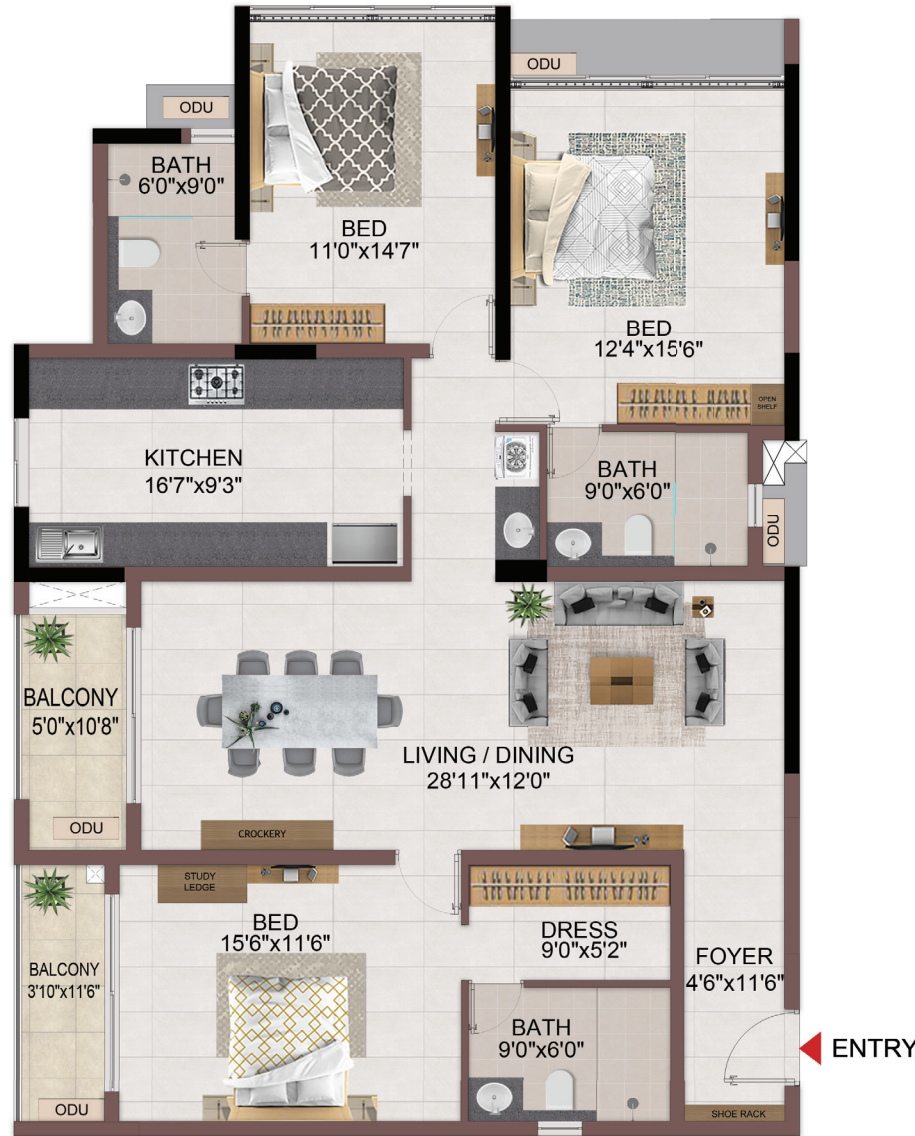 ODU
ODU
BATH
6'0"x9'0"
BED
11'0"x14'7"
BED
12'4"x15'6"
OPEN
SHELF
KITCHEN
16'7"x9'3"
BATH
9'0"x6'0"
ODU
BALCONY
5'0"x10'8"
LIVING / DINING
28'11"x12'0"
ODU
CROCKERY
STUDY
LEDGE
BED
15'6"x11'6"
DRESS
9'0"x5'2"
FOYER
4'6"x11'6"
BALCONY
3'10"x11'6"
BATH
9'0"x6'0"
ENTRY
ODU
SHOE RACK